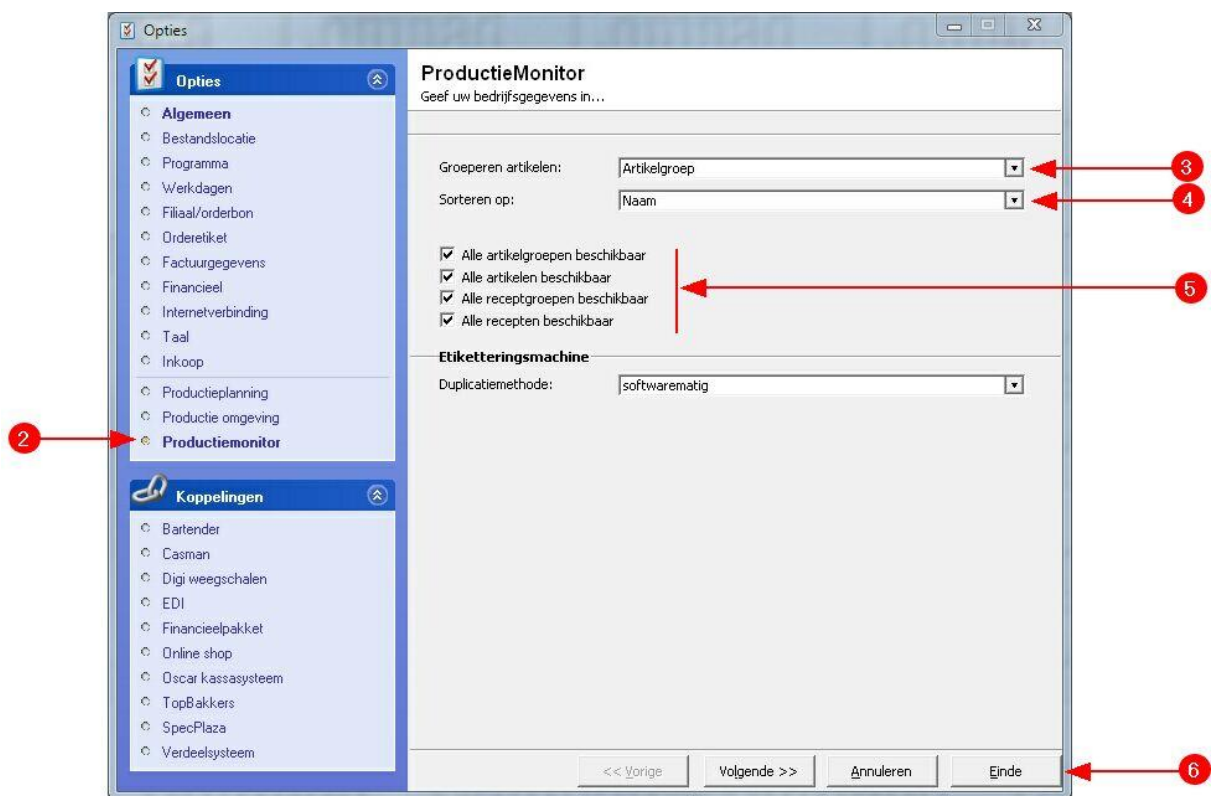 Opties
Opties
Algemeen
Bestandslocatie
Programma
Werkdagen
Filiaal/orderbon
Orderetiket
Factuurgegevens
Financieel
Internetverbinding
Taal
Inkoop
Productieplanning
Productie omgeving
Productiemonitor
2
Koppelingen
Bartender
Casman
Digi weegschalen
EDI
Financieelpakket
Online shop
Oscar kassasysteem
TopBakkers
SpecPlaza
Verdeelsysteem
ProductieMonitor
Geef uw bedrijfsgegevens in...
Groeperen artikelen: Artikelgroep 3
Sorteren op: Naam 4
Alle artikelgroepen beschikbaar
Alle artikelen beschikbaar
Alle receptgroepen beschikbaar
Alle recepten beschikbaar
5
Etiketteringsmachine
Duplicatiemethode: softwarematig
<< Vorige Volgende >> Annuleren Einde 6